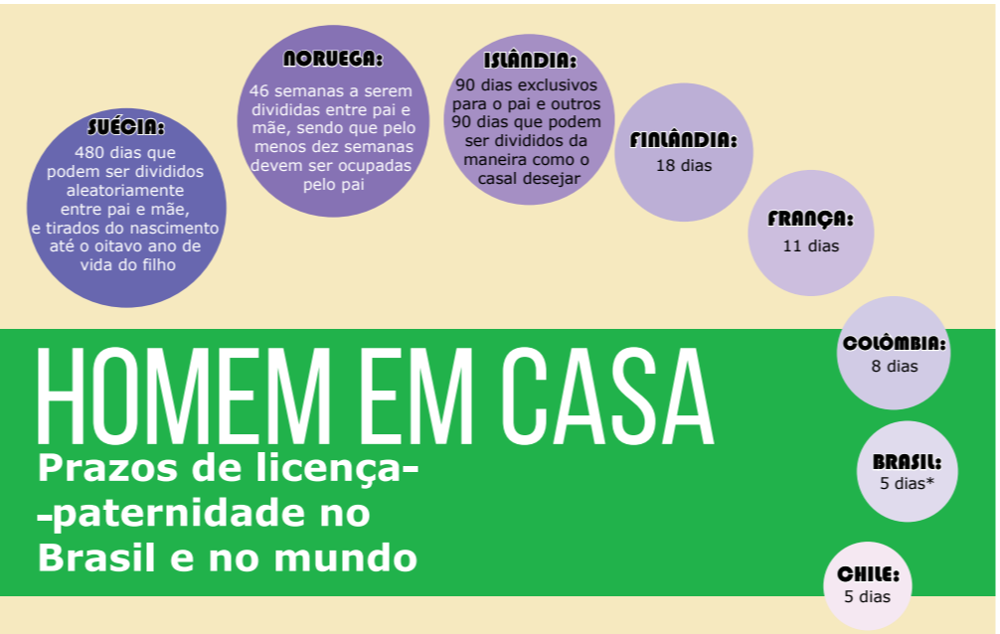 SUÉCIA:
480 dias que
podem ser divididos
aleatoriamente
entre pai e mãe,
e tirados do nascimento
até o oitavo ano de
vida do filho
NORUEGA:
46 semanas a serem
divididas entre pai e
mãe, sendo que pelo
menos dez semanas
devem ser ocupadas
pelo pai
ISLÂNDIA:
90 dias exclusivos
para o pai e outros
90 dias que podem
ser divididos da
maneira como o
casal desejar
FINLÂNDIA:
18 dias
FRANÇA:
11 dias
COLÔMBIA:
8 dias
BRASIL:
5 dias*
CHILE:
5 dias
HOMEM EM CASA
Prazos de licença-
-paternidade no
Brasil e no mundo